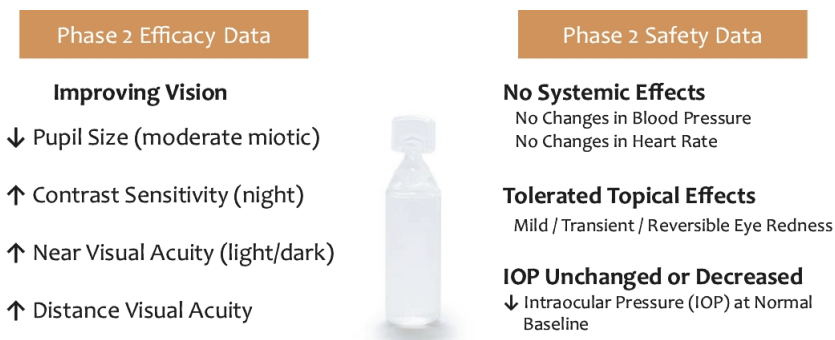 Phase 2 Efficacy Data
Improving Vision
↓ Pupil Size (moderate miotic)
↑ Contrast Sensitivity (night)
↑ Near Visual Acuity (light/dark)
↑ Distance Visual Acuity
Phase 2 Safety Data
No Systemic Effects
No Changes in Blood Pressure
No Changes in Heart Rate
Tolerated Topical Effects
Mild / Transient / Reversible Eye Redness
IOP Unchanged or Decreased
↓ Intraocular Pressure (IOP) at Normal
Baseline